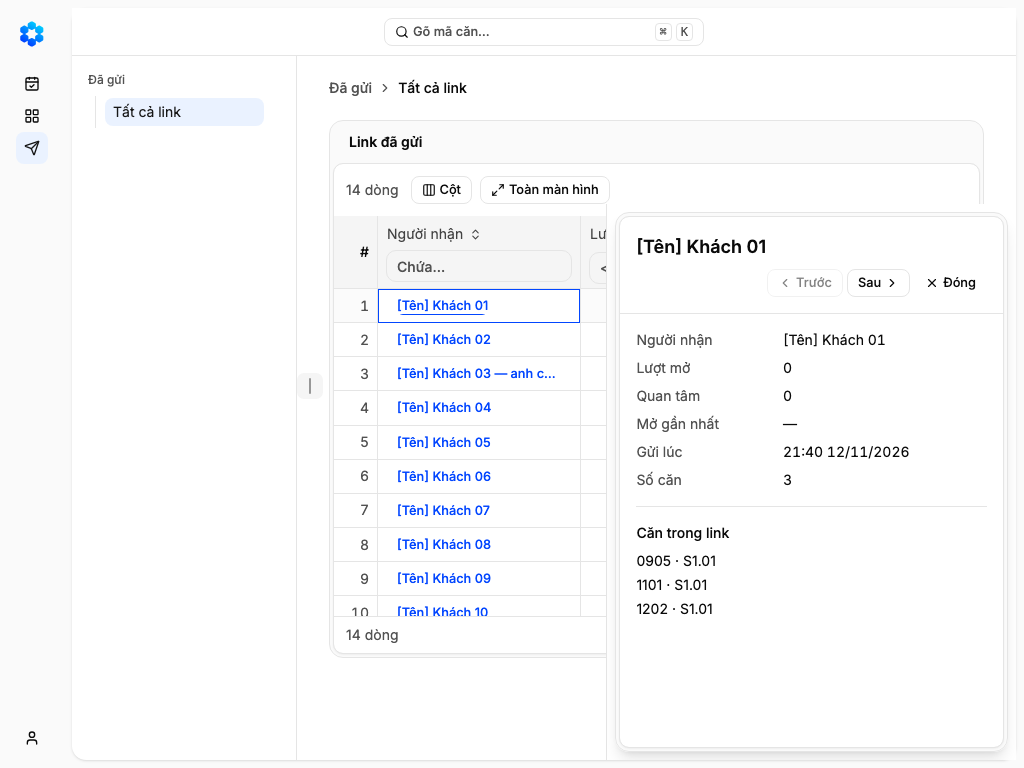 Gõ mã căn... ⌘ K
Đã gửi
Tất cả link
Đã gửi > Tất cả link
Link đã gửi
14 dòng Cột Toàn màn hình
# Người nhận Lư
Chứa... <
1 [Tên] Khách 01
2 [Tên] Khách 02
3 [Tên] Khách 03 — anh c...
4 [Tên] Khách 04
5 [Tên] Khách 05
6 [Tên] Khách 06
7 [Tên] Khách 07
8 [Tên] Khách 08
9 [Tên] Khách 09
10 [Tên] Khách 10
14 dòng
[Tên] Khách 01
Trước Sau Đóng
Người nhận [Tên] Khách 01
Lượt mở 0
Quan tâm 0
Mở gần nhất —
Gửi lúc 21:40 12/11/2026
Số căn 3
Căn trong link
0905 · S1.01
1101 · S1.01
1202 · S1.01